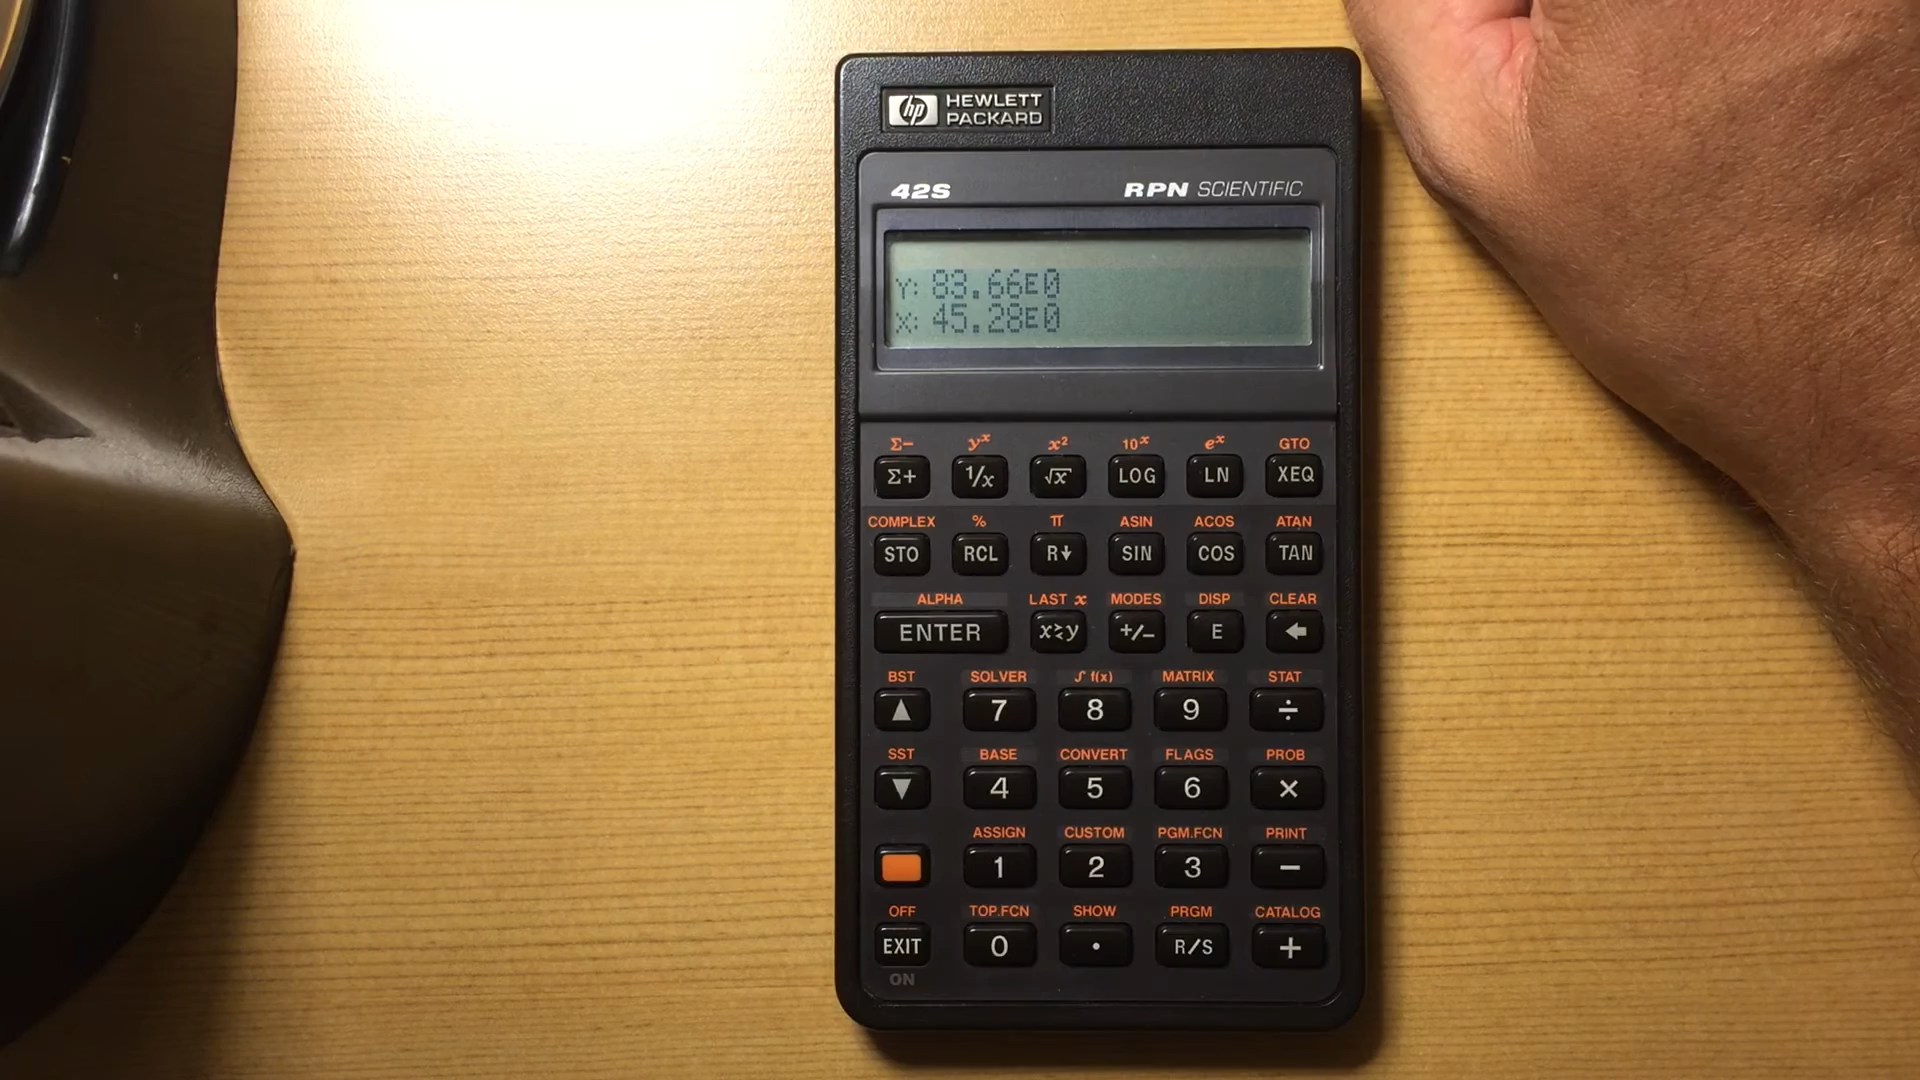 hp HEWLETT
PACKARD
42S RPN SCIENTIFIC
Y: 83.66E0
X: 45.28E0
Σ− yˣ x² 10ˣ eˣ GTO
Σ+ 1/x √x LOG LN XEQ
COMPLEX % π ASIN ACOS ATAN
STO RCL R↓ SIN COS TAN
ALPHA LAST x MODES DISP CLEAR
ENTER x≷y +/− E ←
BST SOLVER ∫f(x) MATRIX STAT
▲ 7 8 9 ÷
SST BASE CONVERT FLAGS PROB
▼ 4 5 6 ×
ASSIGN CUSTOM PGM.FCN PRINT
1 2 3 −
OFF TOP.FCN SHOW PRGM CATALOG
EXIT 0 · R/S +
ON